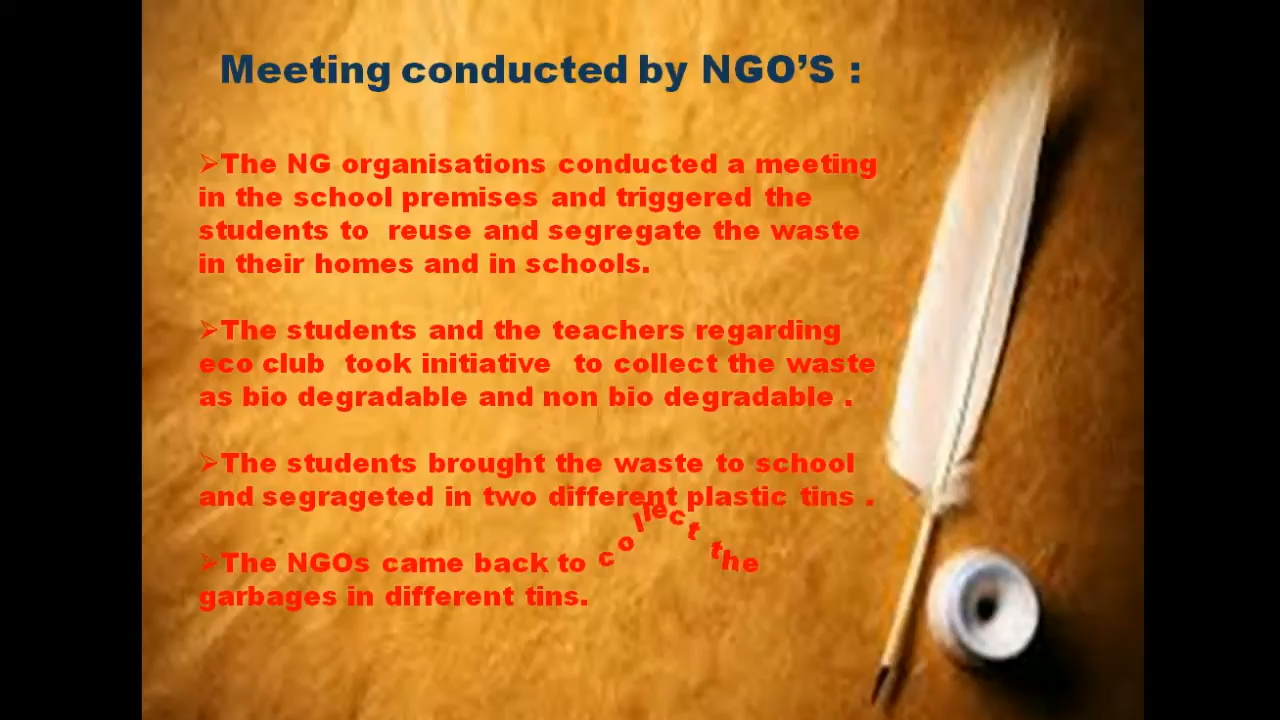 Meeting conducted by NGO’S :
➢The NG organisations conducted a meeting
in the school premises and triggered the
students to reuse and segregate the waste
in their homes and in schools.
➢The students and the teachers regarding
eco club took initiative to collect the waste
as bio degradable and non bio degradable .
➢The students brought the waste to school
and segrageted in two different plastic tins .
➢The NGOs came back to collect the
garbages in different tins.